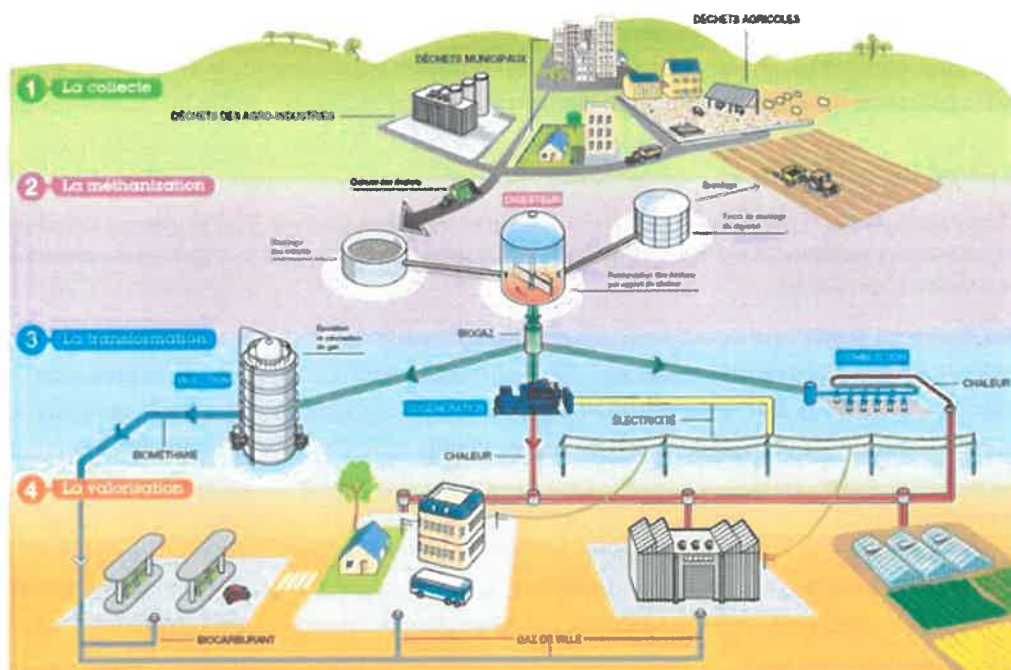 DÉCHETS AGRICOLES
DÉCHETS MUNICIPAUX
1 La collecte
DÉCHETS DES AGRO-INDUSTRIES
2 La méthanisation
DIGESTEUR
Épandage
BIOGAZ
3 La transformation
COMBUSTION
CHALEUR
INJECTION
COGÉNÉRATION
ÉLECTRICITÉ
BIOMÉTHANE
CHALEUR
4 La valorisation
BIOCARBURANT
GAZ DE VILLE